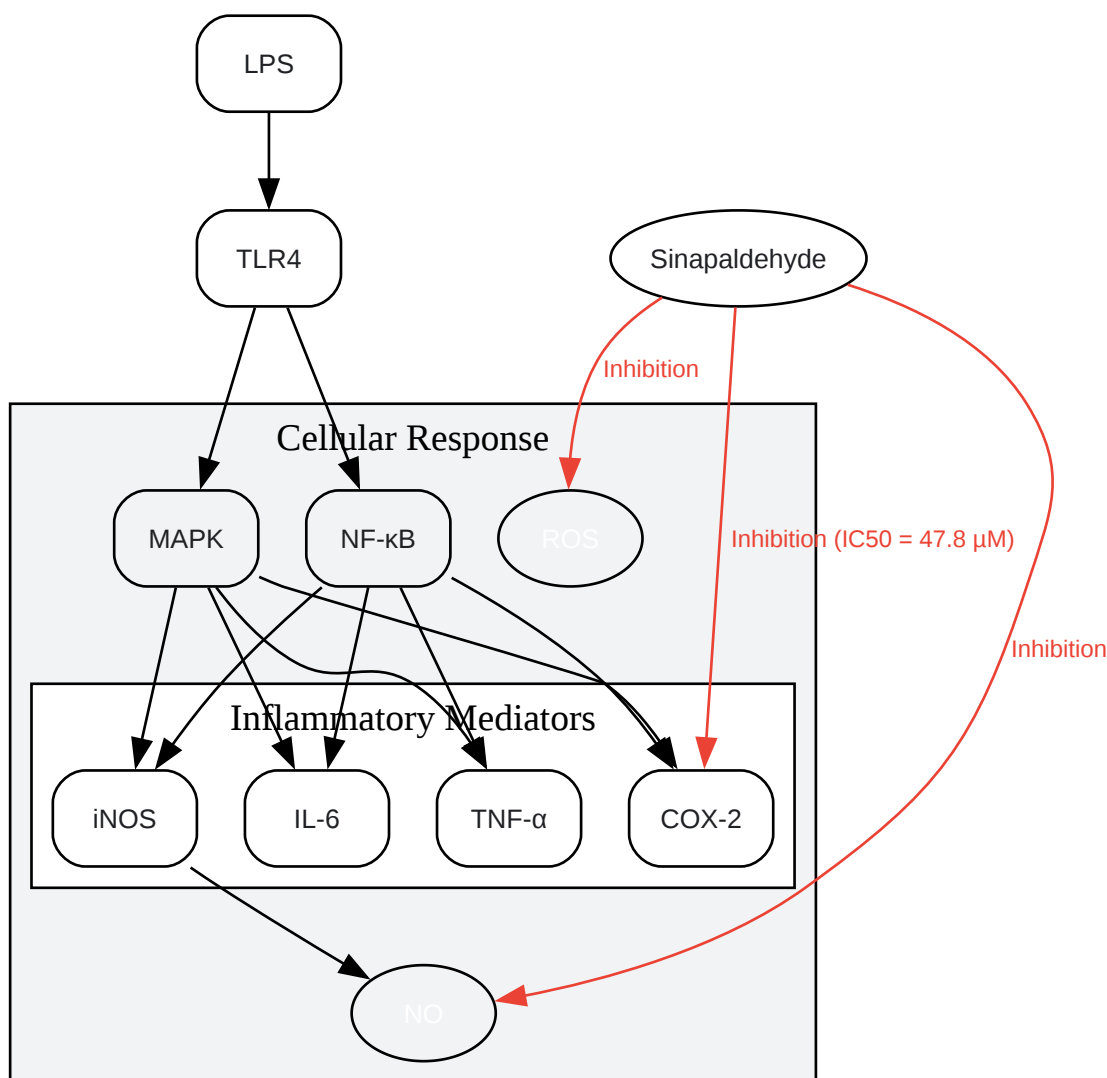 LPS
TLR4
Sinapaldehyde
Inhibition
Cellular Response
MAPK
NF-κB
ROS
Inhibition (IC50 = 47.8 µM)
Inhibition
Inflammatory Mediators
iNOS
IL-6
TNF-α
COX-2
NO